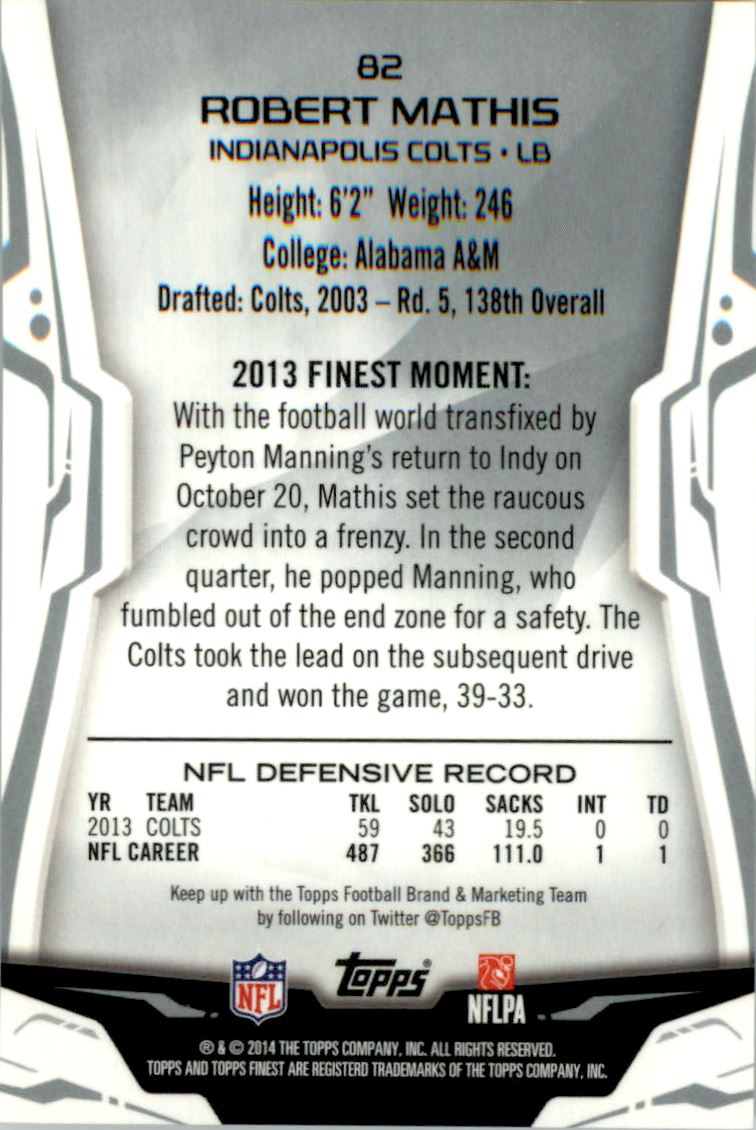 82
ROBERT MATHIS
INDIANAPOLIS COLTS • LB
Height: 6'2" Weight: 246
College: Alabama A&M
Drafted: Colts, 2003 – Rd. 5, 138th Overall
2013 FINEST MOMENT:
With the football world transfixed by
Peyton Manning's return to Indy on
October 20, Mathis set the raucous
crowd into a frenzy. In the second
quarter, he popped Manning, who
fumbled out of the end zone for a safety. The
Colts took the lead on the subsequent drive
and won the game, 39-33.
NFL DEFENSIVE RECORD
YR TEAM TKL SOLO SACKS INT TD
2013 COLTS 59 43 19.5 0 0
NFL CAREER 487 366 111.0 1 1
Keep up with the Topps Football Brand & Marketing Team
by following on Twitter @ToppsFB
NFL Topps® NFLPA
® & © 2014 THE TOPPS COMPANY, INC. ALL RIGHTS RESERVED.
TOPPS AND TOPPS FINEST ARE REGISTERD TRADEMARKS OF THE TOPPS COMPANY, INC.